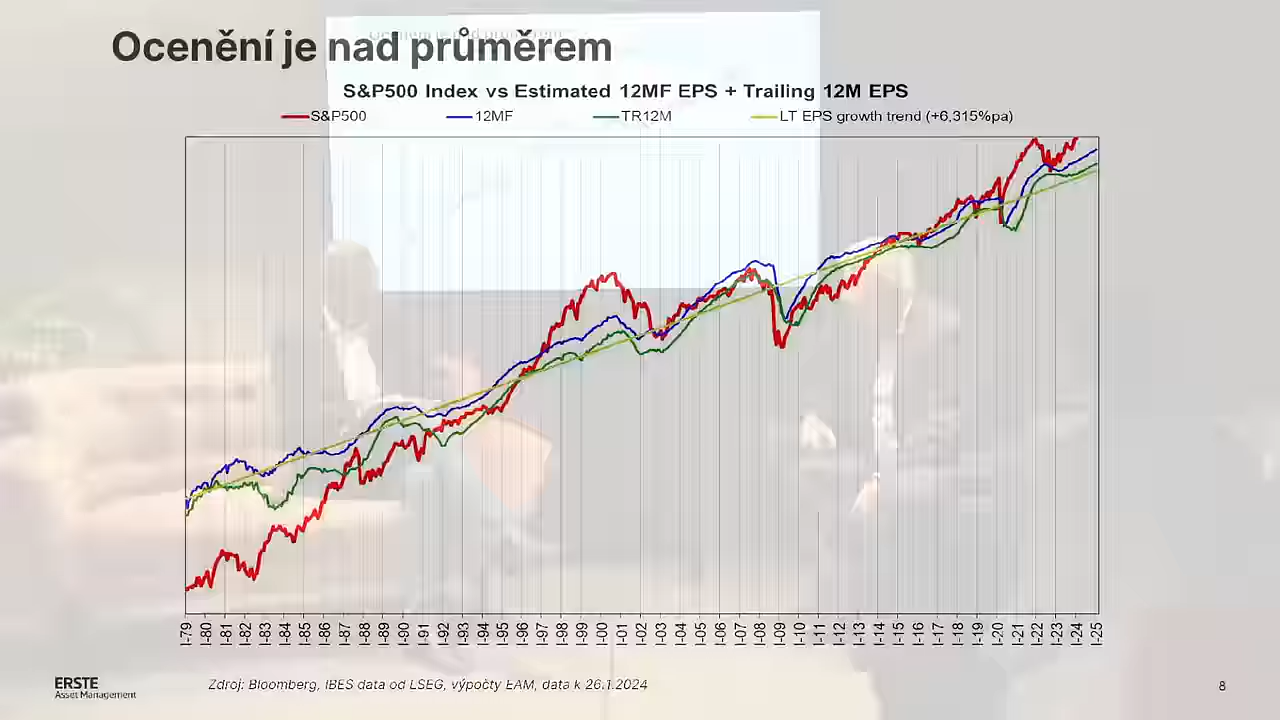 Ocenění je nad průměrem
S&P500 Index vs Estimated 12MF EPS + Trailing 12M EPS
S&P500 12MF TR12M LT EPS growth trend (+6,315%pa)
I-79 I-80 I-81 I-82 I-83 I-84 I-85 I-86 I-87 I-88 I-89 I-90 I-91 I-92 I-93 I-94 I-95 I-96 I-97 I-98 I-99 I-00 I-01 I-02 I-03 I-04 I-05 I-06 I-07 I-08 I-09 I-10 I-11 I-12 I-13 I-14 I-15 I-16 I-17 I-18 I-19 I-20 I-21 I-22 I-23 I-24 I-25
ERSTE
Asset Management
Zdroj: Bloomberg, IBES data od LSEG, výpočty EAM, data k 26.1.2024
8